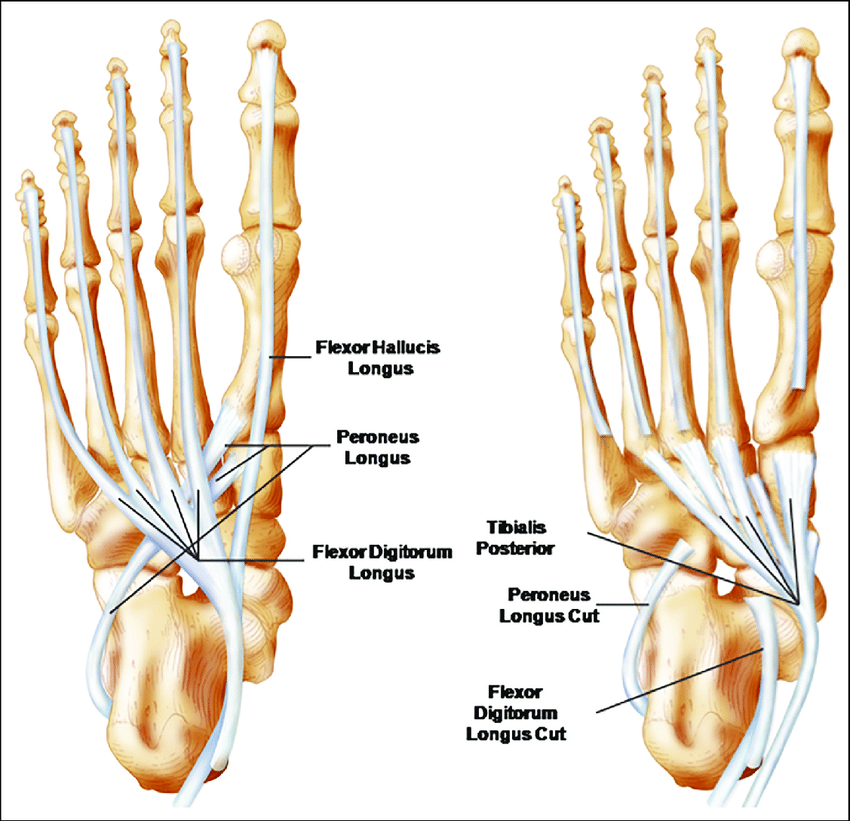 Flexor Hallucis
Longus
Peroneus
Longus
Flexor Digitorum
Longus
Tibialis
Posterior
Peroneus
Longus Cut
Flexor
Digitorum
Longus Cut